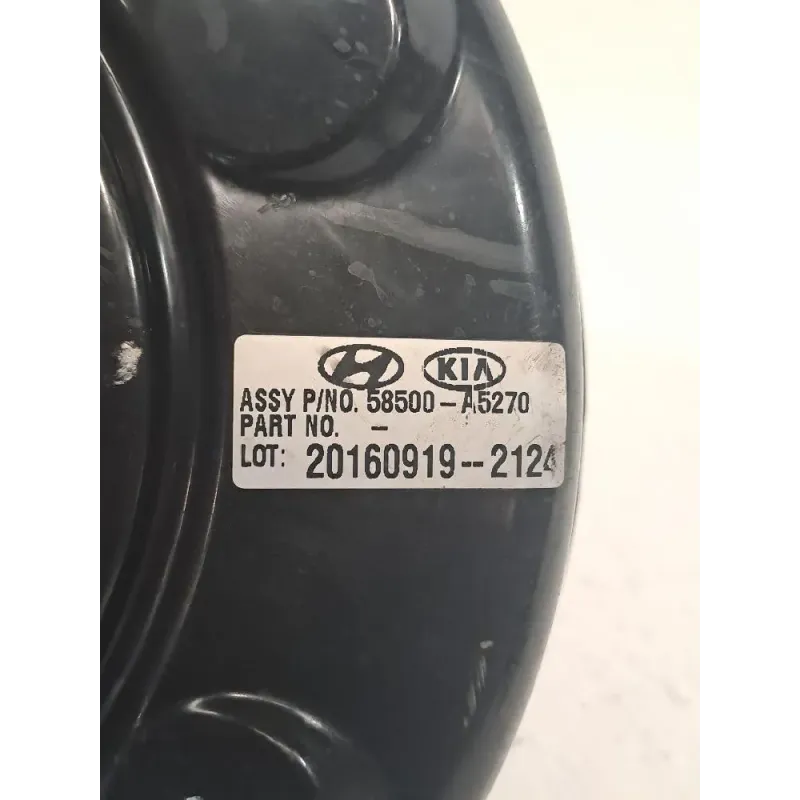 KIA
ASSY P/NO. 58500-A5270
PART NO. -
LOT: 20160919--2124